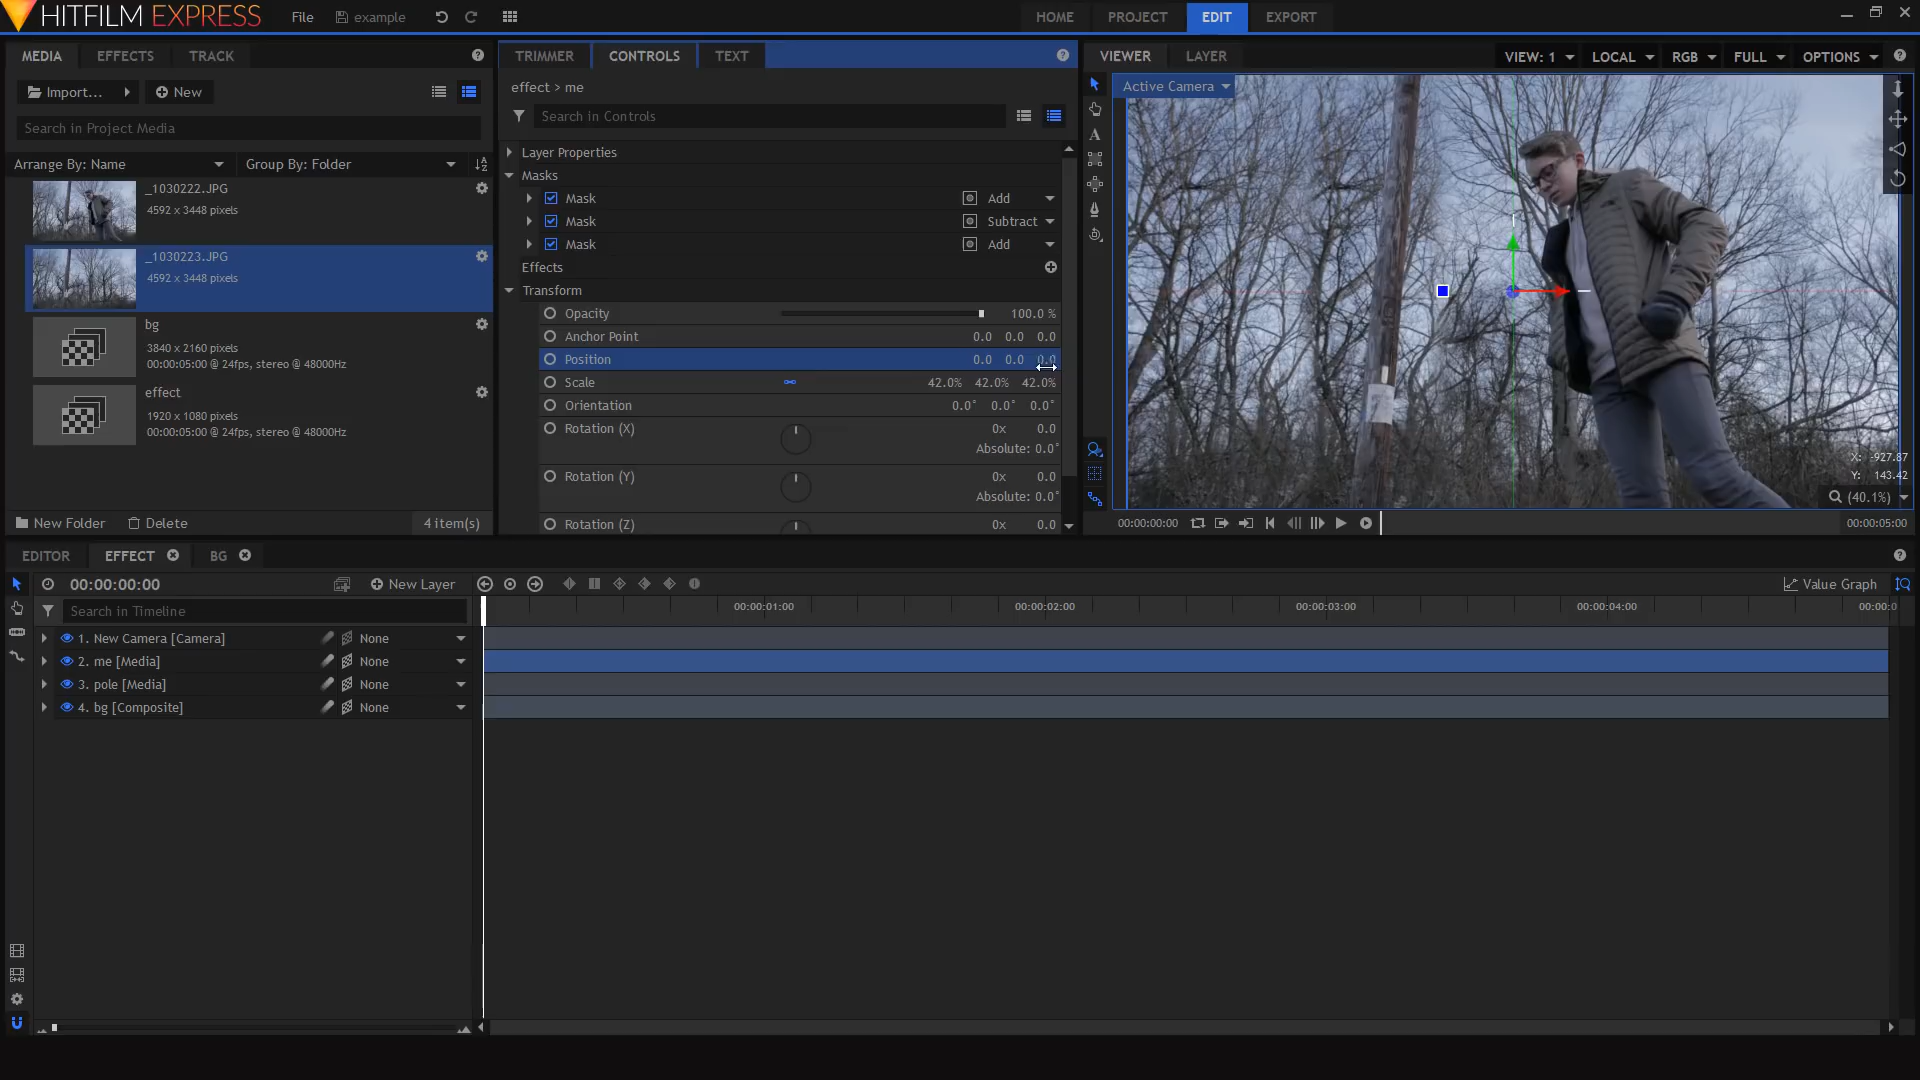 HITFILM EXPRESS
File
example
HOME
PROJECT
EDIT
EXPORT
MEDIA
EFFECTS
TRACK
Import...
New
Search in Project Media
Arrange By: Name
Group By: Folder
_1030222.JPG
4592 x 3448 pixels
_1030223.JPG
4592 x 3448 pixels
bg
3840 x 2160 pixels
00:00:05:00 @ 24fps, stereo @ 48000Hz
effect
1920 x 1080 pixels
00:00:05:00 @ 24fps, stereo @ 48000Hz
New Folder
Delete
4 item(s)
TRIMMER
CONTROLS
TEXT
effect > me
Search in Controls
Layer Properties
Masks
Mask Add
Mask Subtract
Mask Add
Effects
Transform
Opacity 100.0 %
Anchor Point 0.0 0.0 0.0
Position 0.0 0.0 0.0
Scale 42.0% 42.0% 42.0%
Orientation 0.0° 0.0° 0.0°
Rotation (X) 0x 0.0
Absolute: 0.0°
Rotation (Y) 0x 0.0
Absolute: 0.0°
Rotation (Z) 0x 0.0
VIEWER
LAYER
VIEW: 1
LOCAL
RGB
FULL
OPTIONS
Active Camera
A
X: -927.87
Y: 143.42
(40.1%)
00:00:00:00
00:00:05:00
EDITOR
EFFECT
BG
00:00:00:00
New Layer
Value Graph
Search in Timeline
00:00:01:00
00:00:02:00
00:00:03:00
00:00:04:00
00:00:0
1. New Camera [Camera] None
2. me [Media] None
3. pole [Media] None
4. bg [Composite] None